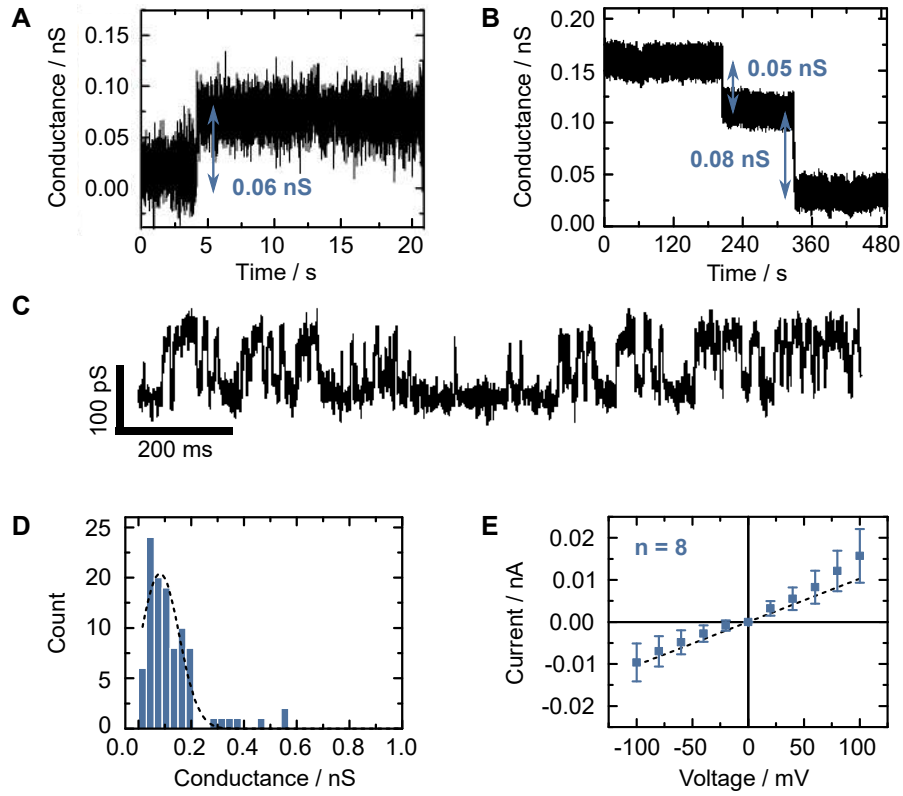 A
Conductance / nS
0.15
0.10
0.05
0.00
0.06 nS
0
5
10
15
20
Time / s
B
Conductance / nS
0.20
0.15
0.10
0.05
0.00
0.05 nS
0.08 nS
0
120
240
360
480
Time / s
C
100 pS
200 ms
D
Count
25
20
10
5
0
0.0
0.2
0.4
0.6
0.8
1.0
Conductance / nS
E
Current / nA
0.02
0.010
0.00
-0.010
-0.02
n = 8
-100
-50
0
50
100
Voltage / mV